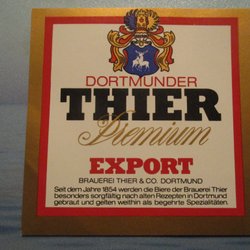 DORTMUNDER
THIER
Premium
EXPORT
BRAUEREI THIER & CO. DORTMUND
Seit dem Jahre 1854 werden die Biere der Brauerei Thier
besonders sorgfältig nach alten Rezepten in Dortmund
gebraut und gelten weithin als begehrte Spezialitäten.